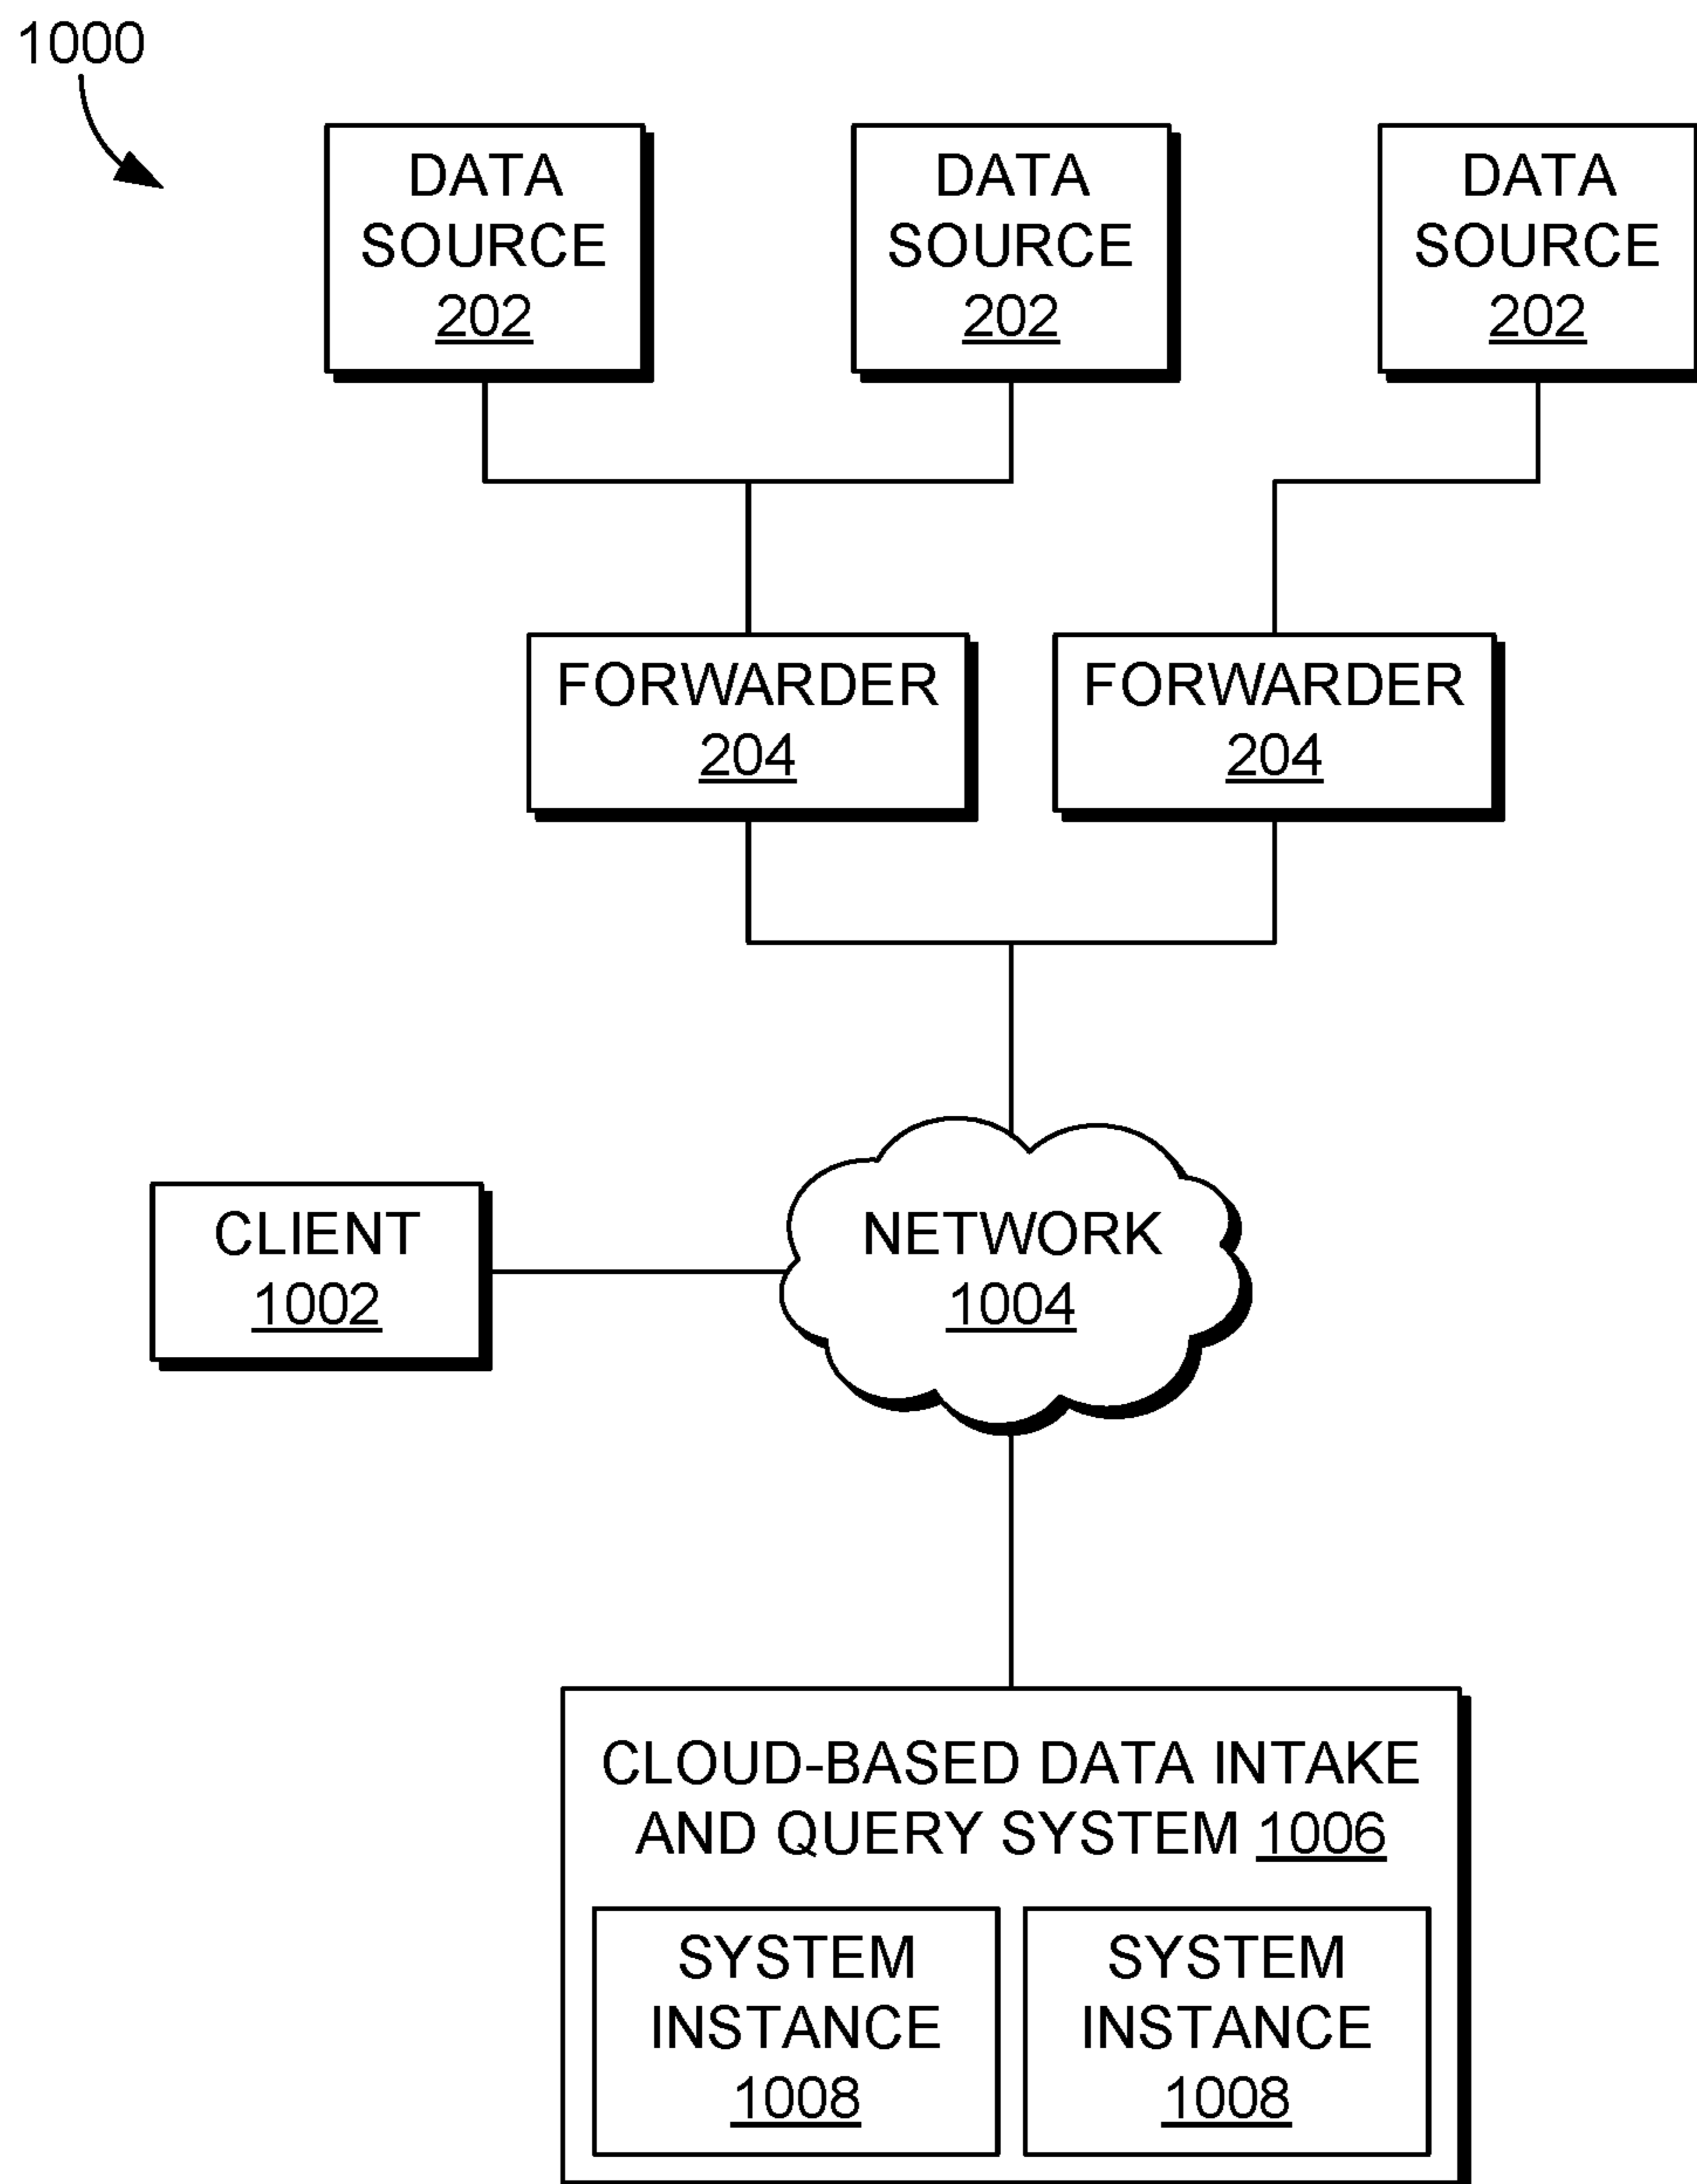 1000
DATA
SOURCE
202
DATA
SOURCE
202
DATA
SOURCE
202
FORWARDER
204
FORWARDER
204
CLIENT
1002
NETWORK
1004
CLOUD-BASED DATA INTAKE
AND QUERY SYSTEM 1006
SYSTEM
INSTANCE
1008
SYSTEM
INSTANCE
1008